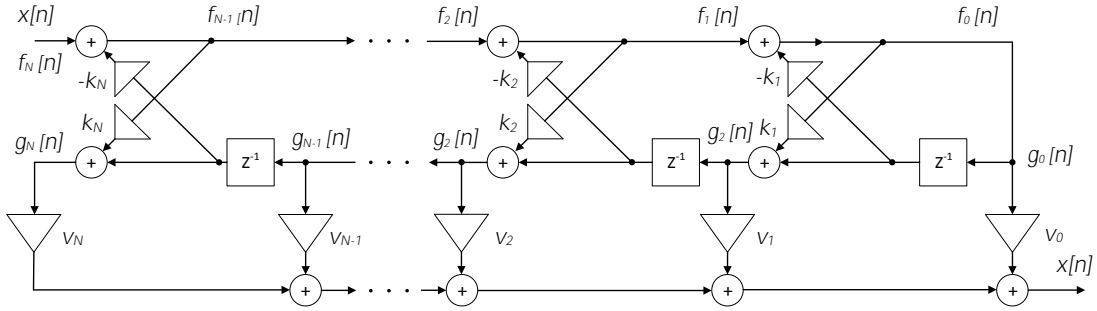 x[n] f_{N-1}[n] f_2[n] f_1[n] f_0[n]
+ · · · + +
f_N[n]
-k_N -k_2 -k_1
k_N k_2 k_1
g_N[n] g_{N-1}[n] g_2[n] g_2[n] g_0[n]
+ z^{-1} · · · + z^{-1} + z^{-1}
v_N v_{N-1} v_2 v_1 v_0
x[n]
+ · · · + + +